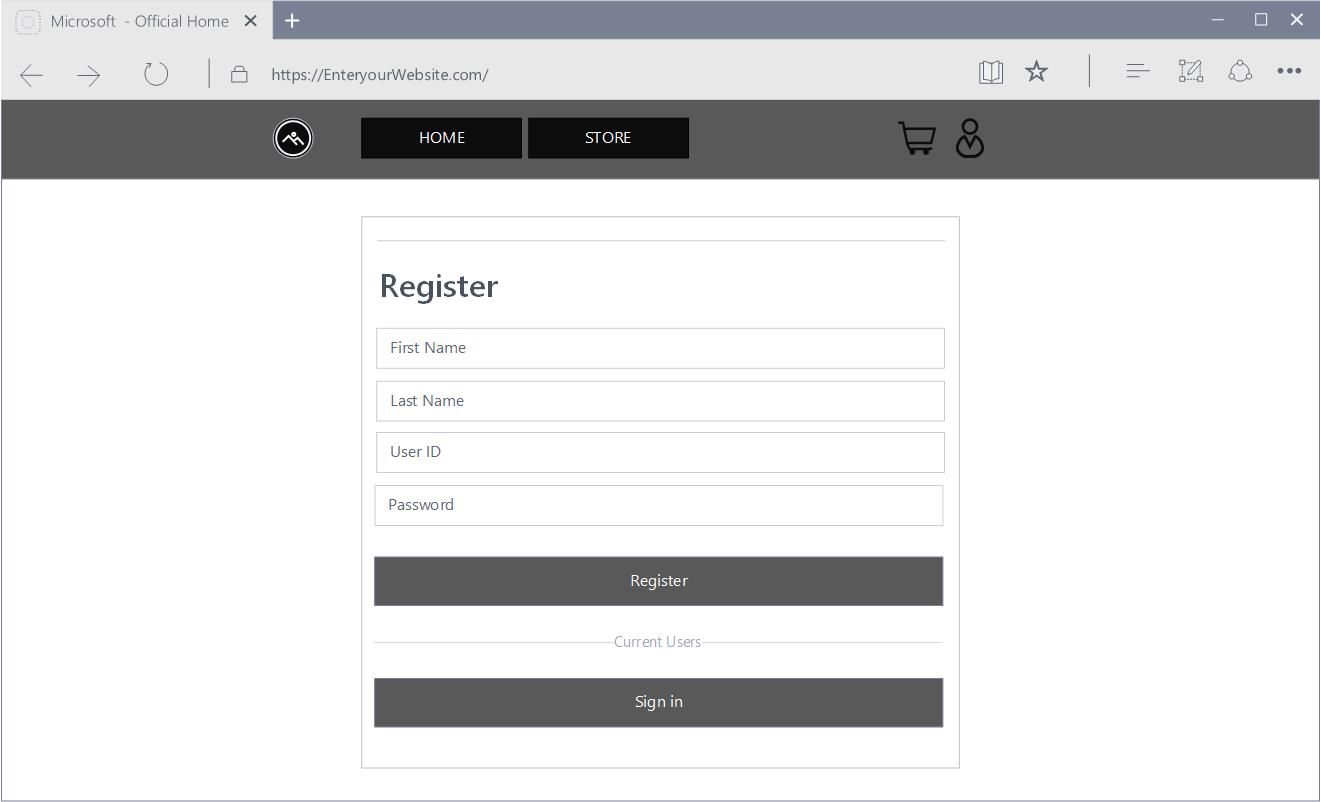 Microsoft - Official Home
https://EnteryourWebsite.com/
HOME
STORE
Register
First Name
Last Name
User ID
Password
Register
Current Users
Sign in